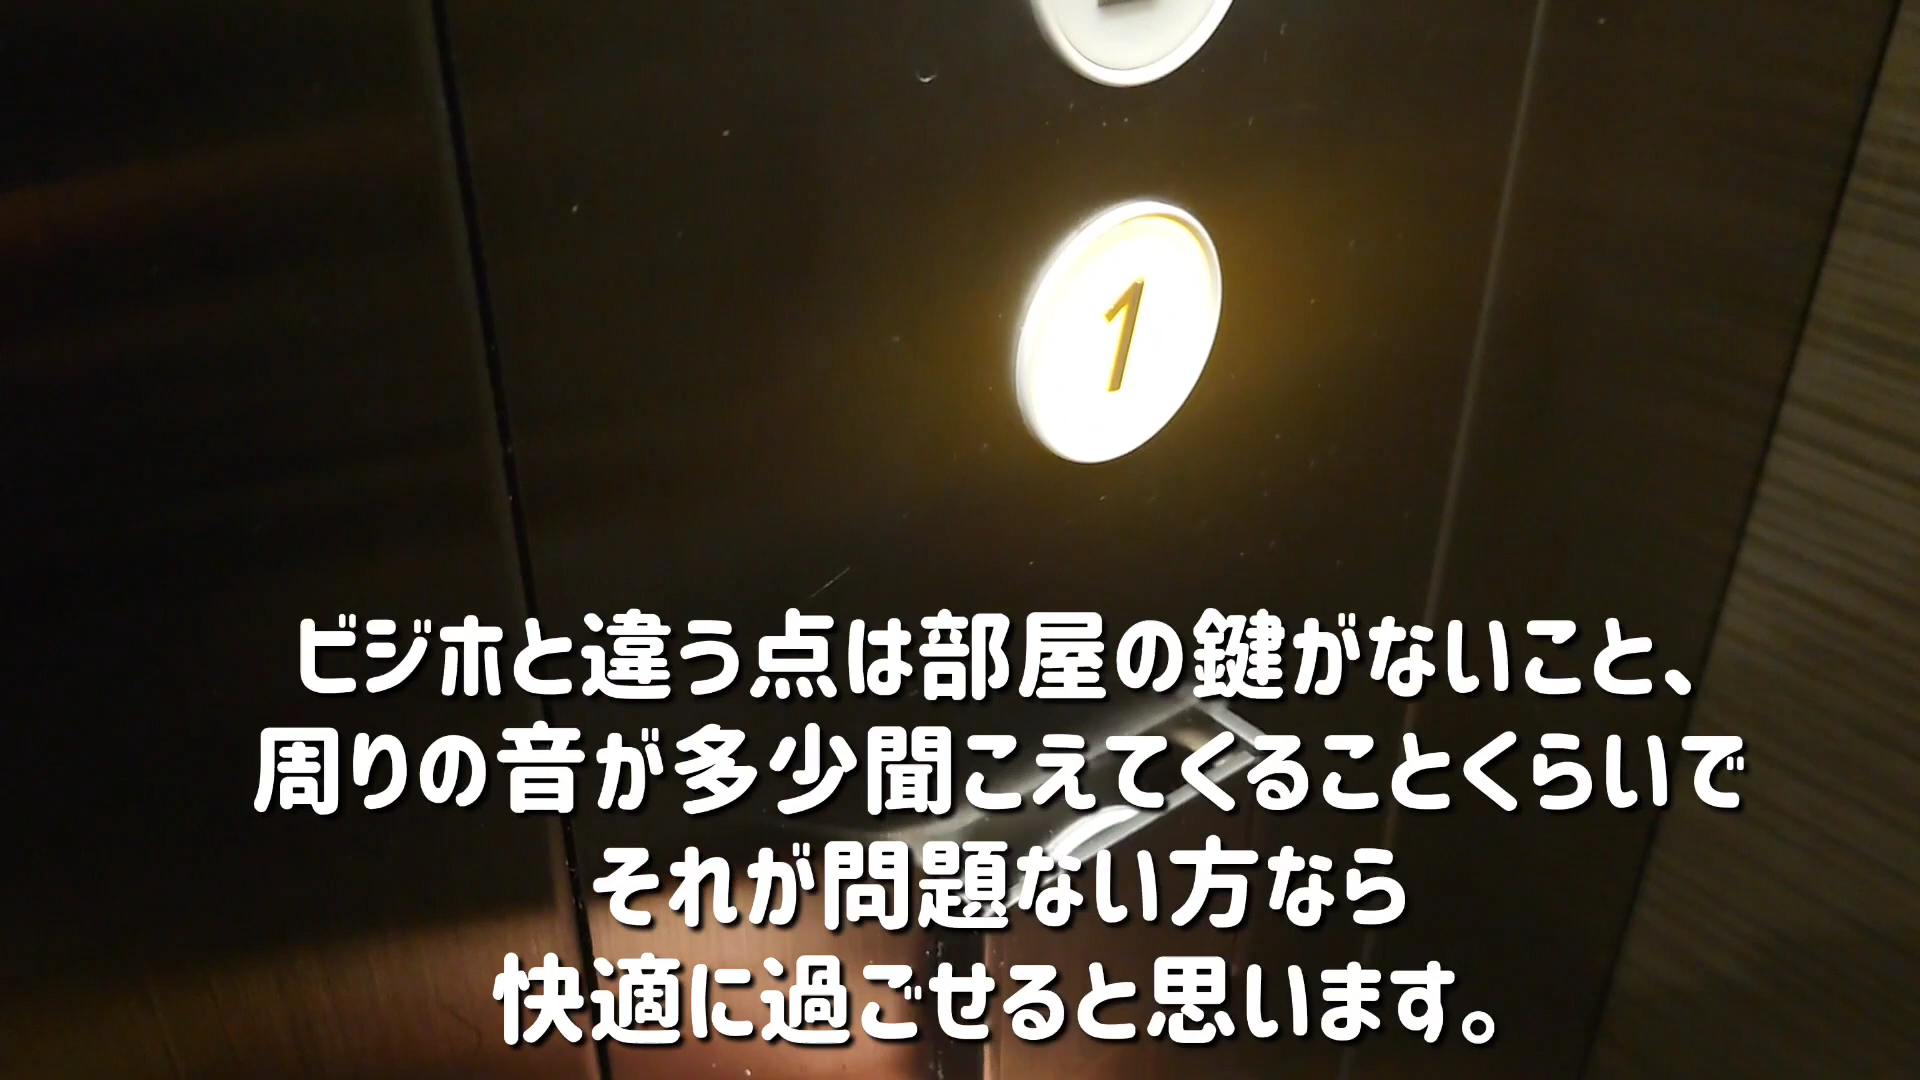 1
ビジホと違う点は部屋の鍵がないこと、
周りの音が多少聞こえてくることくらいで
それが問題ない方なら
快適に過ごせると思います。